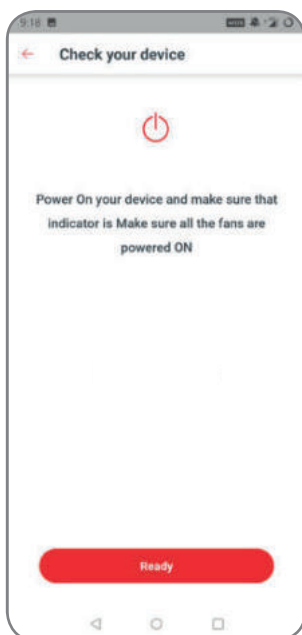 9:18
Check your device
Power On your device and make sure that
indicator is Make sure all the fans are
powered ON
Ready